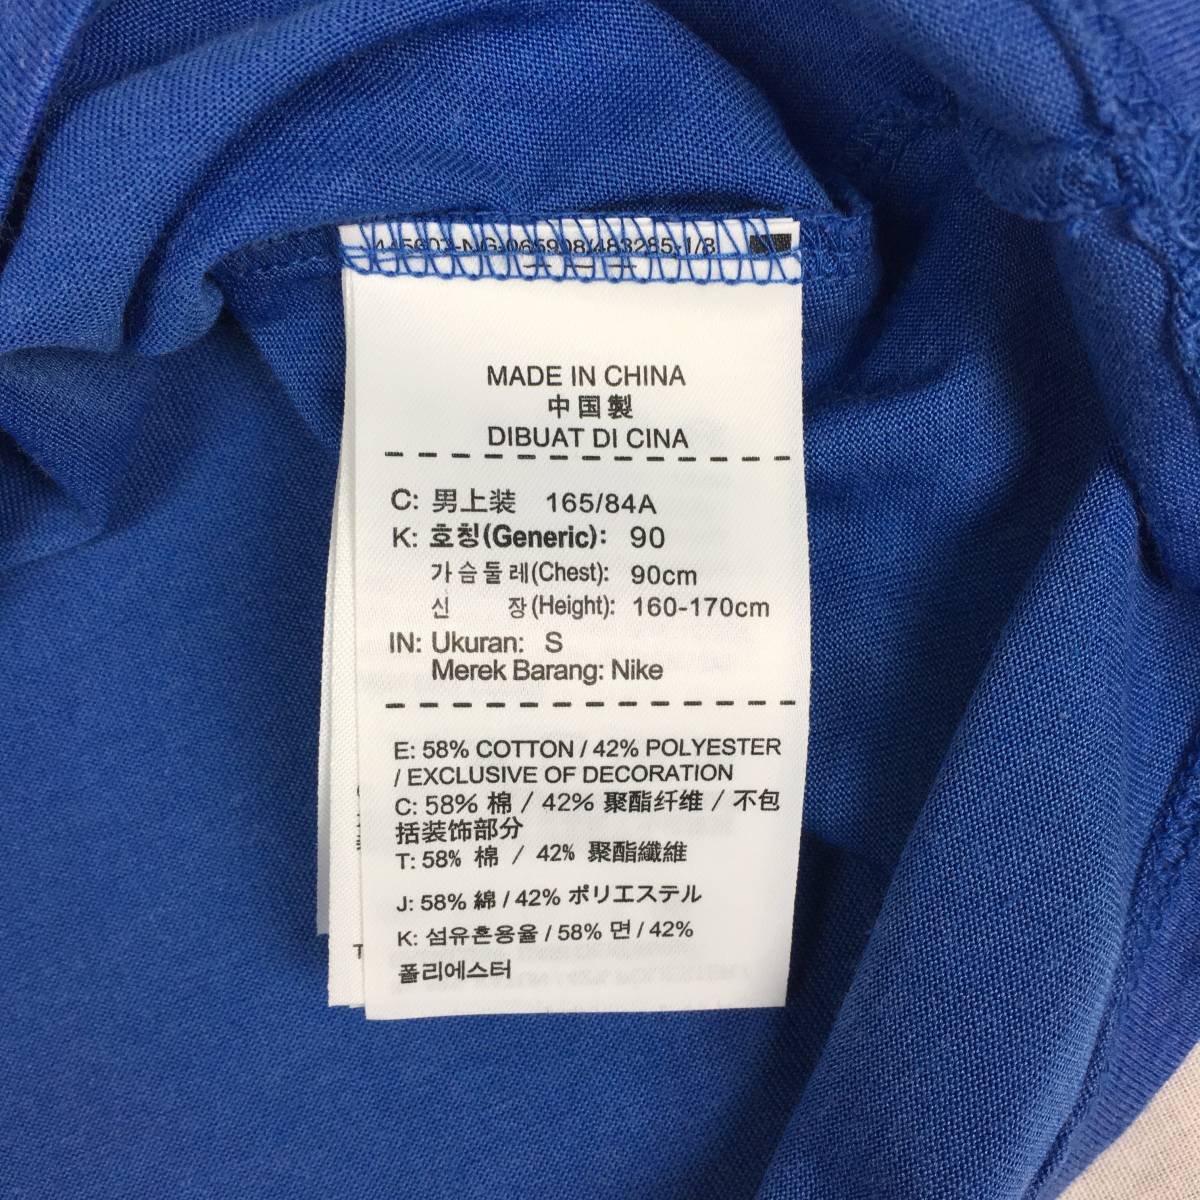 MADE IN CHINA
中国製
DIBUAT DI CINA
C: 男上装 165/84A
K: 호칭(Generic): 90
가슴둘레(Chest): 90cm
신 장(Height): 160-170cm
IN: Ukuran: S
Merek Barang: Nike
E: 58% COTTON / 42% POLYESTER
/ EXCLUSIVE OF DECORATION
C: 58% 棉 / 42% 聚酯纤维 / 不包
括装饰部分
T: 58% 棉 / 42% 聚酯纖維
J: 58% 綿 / 42% ポリエステル
K: 섬유혼용율 / 58% 면 / 42%
폴리에스터